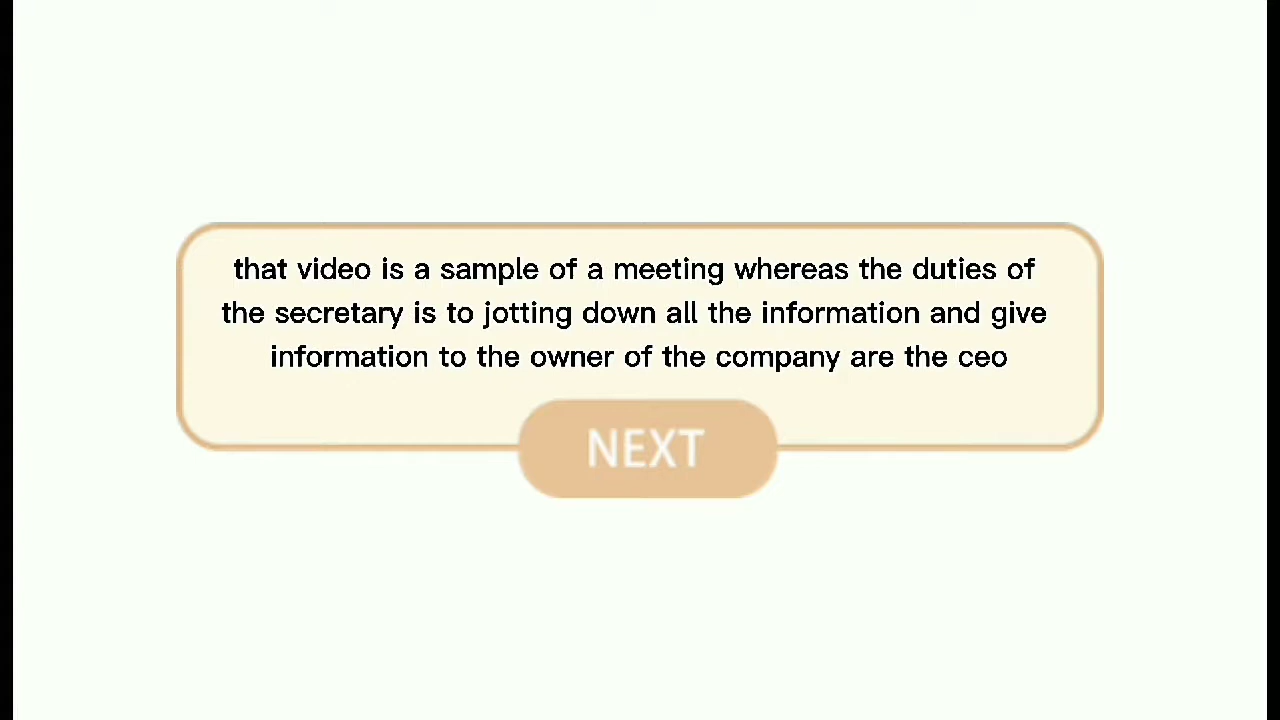 that video is a sample of a meeting whereas the duties of
the secretary is to jotting down all the information and give
information to the owner of the company are the ceo
NEXT